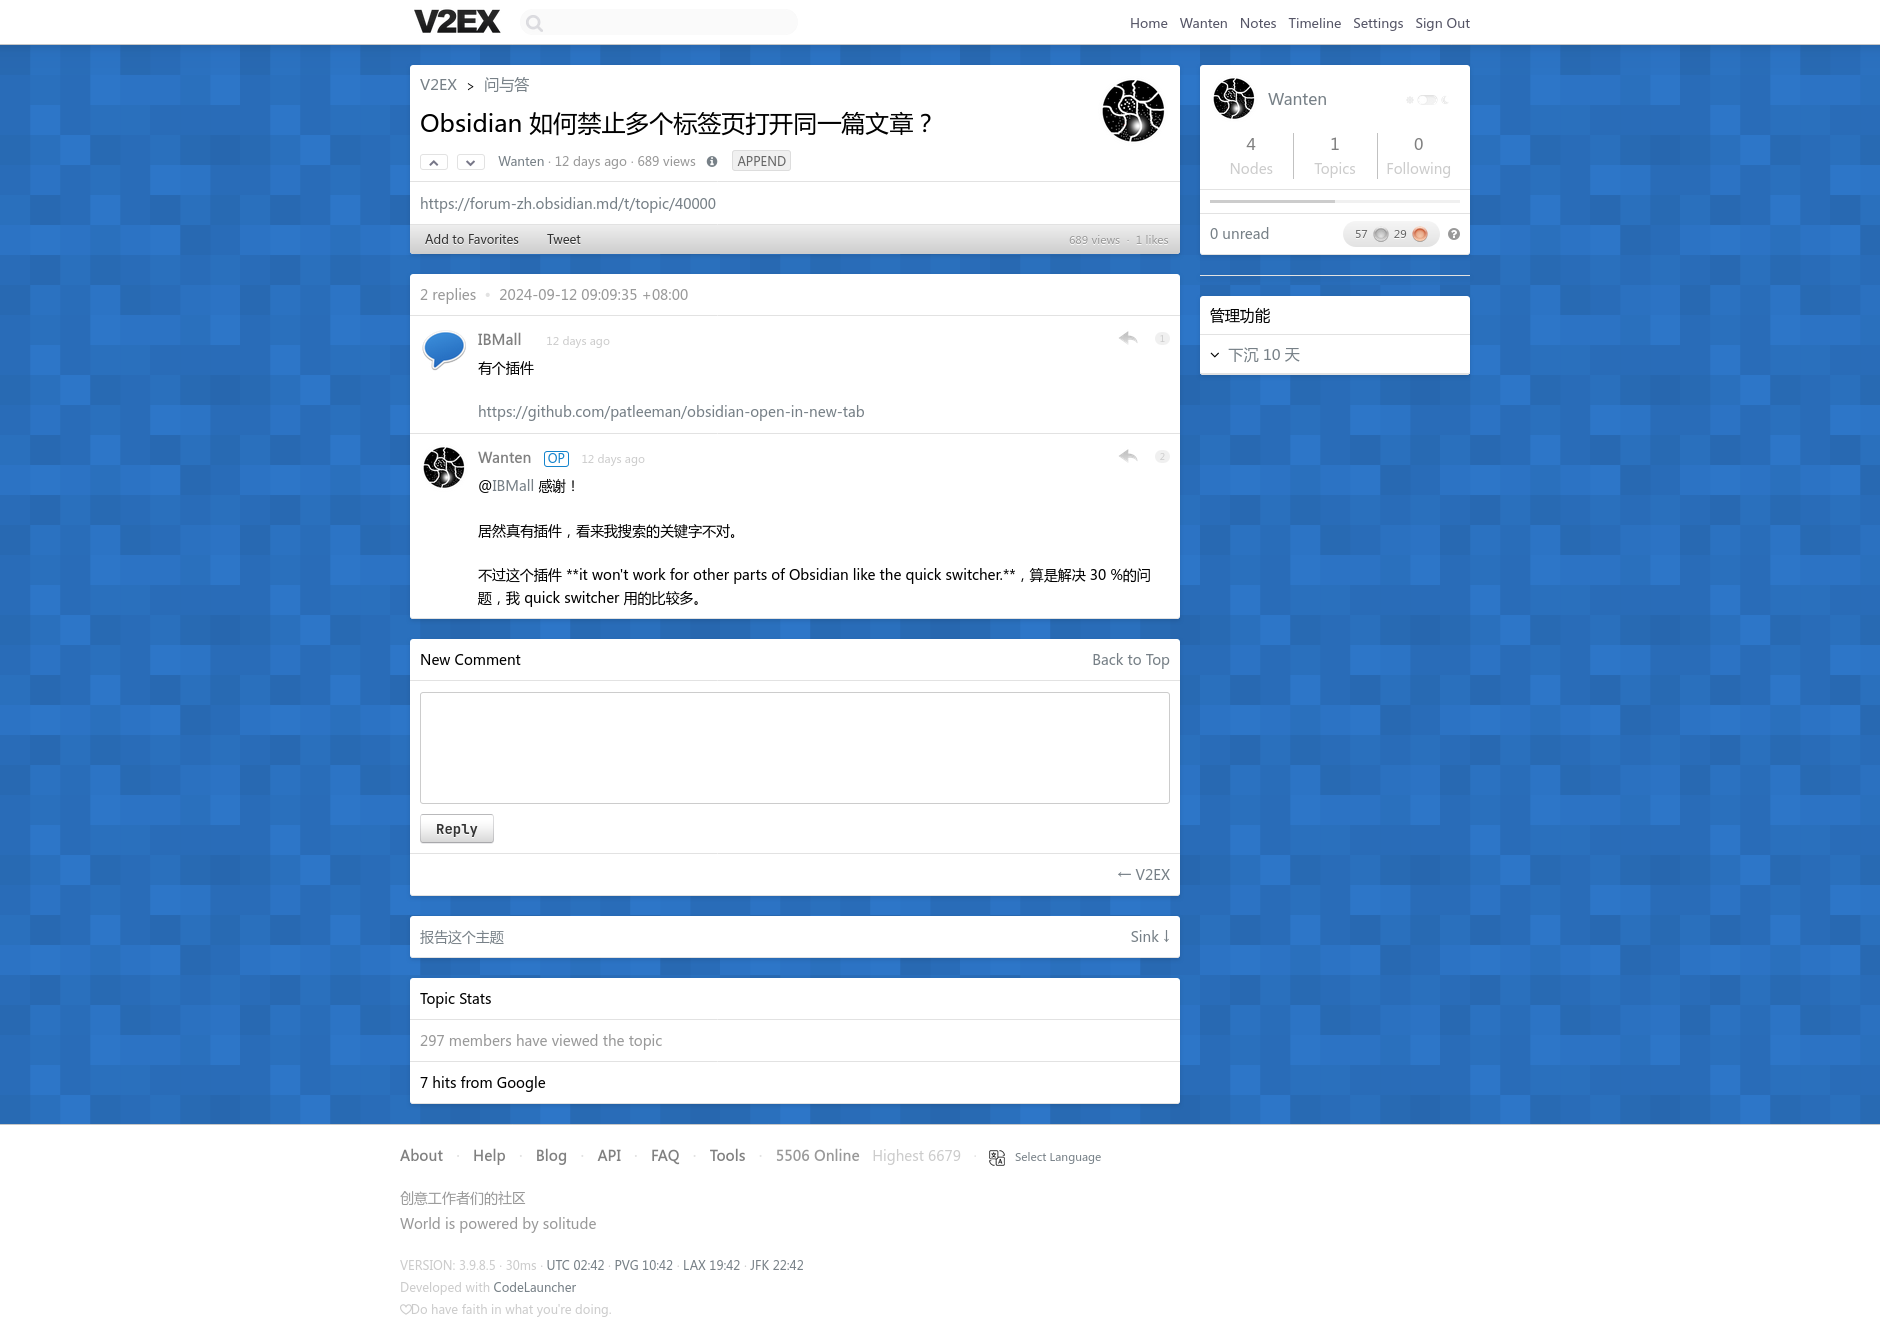 V2EX
Home Wanten Notes Timeline Settings Sign Out
V2EX > 问与答
Obsidian 如何禁止多个标签页打开同一篇文章？
Wanten · 12 days ago · 689 views APPEND
https://forum-zh.obsidian.md/t/topic/40000
Add to Favorites Tweet 689 views · 1 likes
2 replies • 2024-09-12 09:09:35 +08:00
IBMall 12 days ago 1
有个插件
https://github.com/patleeman/obsidian-open-in-new-tab
Wanten OP 12 days ago 2
@IBMall 感谢！
居然真有插件，看来我搜索的关键字不对。
不过这个插件 **it won't work for other parts of Obsidian like the quick switcher.**，算是解决 30 %的问
题，我 quick switcher 用的比较多。
New Comment Back to Top
Reply
← V2EX
报告这个主题 Sink ↓
Topic Stats
297 members have viewed the topic
7 hits from Google
Wanten
4 1 0
Nodes Topics Following
0 unread 57 29
管理功能
下沉 10 天
About · Help · Blog · API · FAQ · Tools · 5506 Online Highest 6679 · Select Language
创意工作者们的社区
World is powered by solitude
VERSION: 3.9.8.5 · 30ms · UTC 02:42 · PVG 10:42 · LAX 19:42 · JFK 22:42
Developed with CodeLauncher
♡Do have faith in what you're doing.